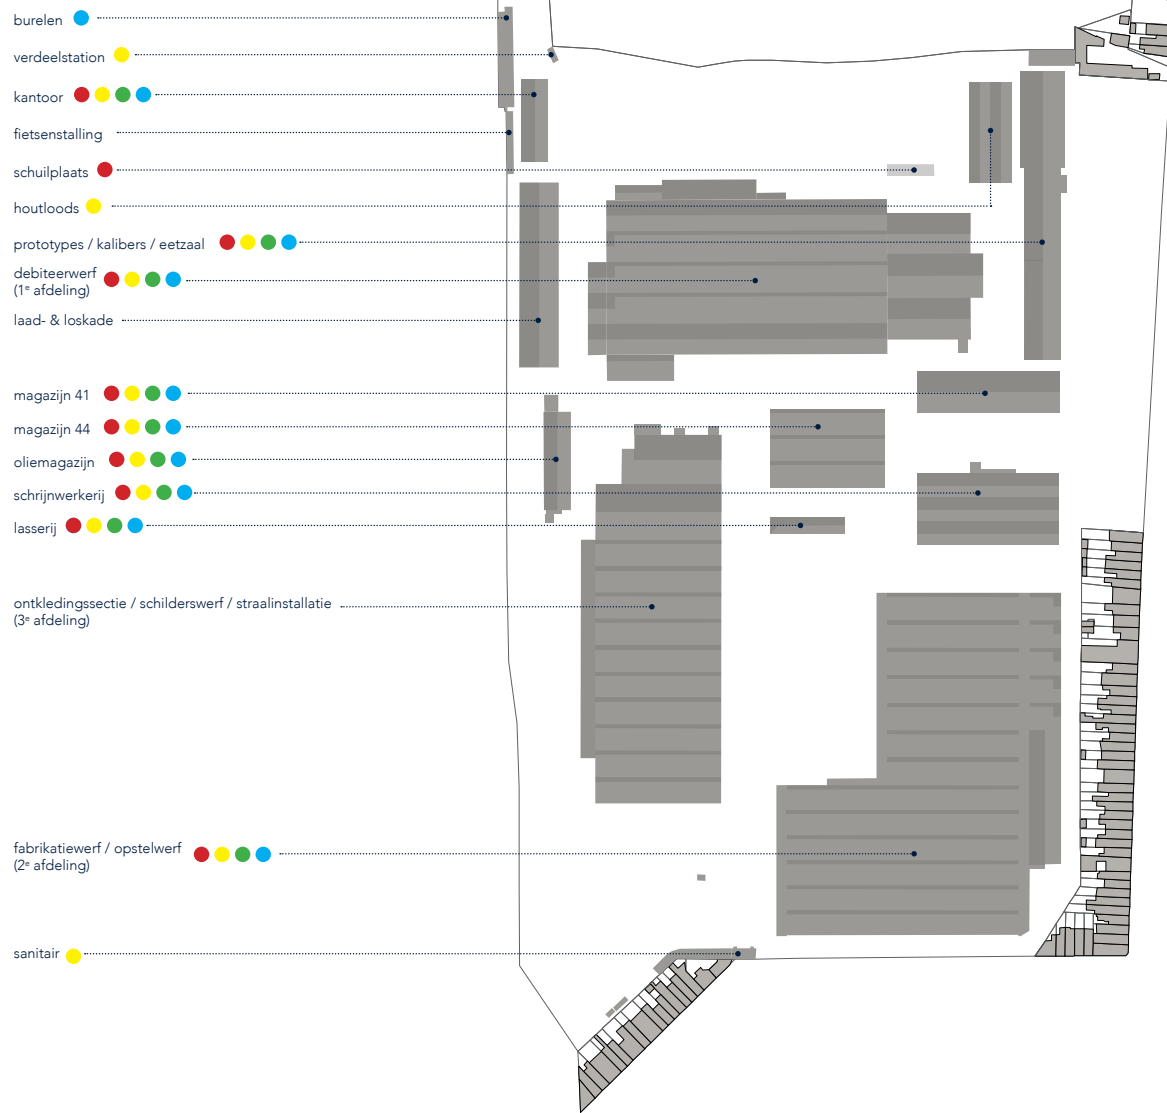 burelen
verdeelstation
kantoor
fietsenstalling
schuilplaats
houtloods
prototypes / kalibers / eetzaal
debiteerwerf
(1ᵉ afdeling)
laad- & loskade
magazijn 41
magazijn 44
oliemagazijn
schrijnwerkerij
lasserij
ontkledingssectie / schilderswerf / straalinstallatie
(3ᵉ afdeling)
fabrikatiewerf / opstelwerf
(2ᵉ afdeling)
sanitair